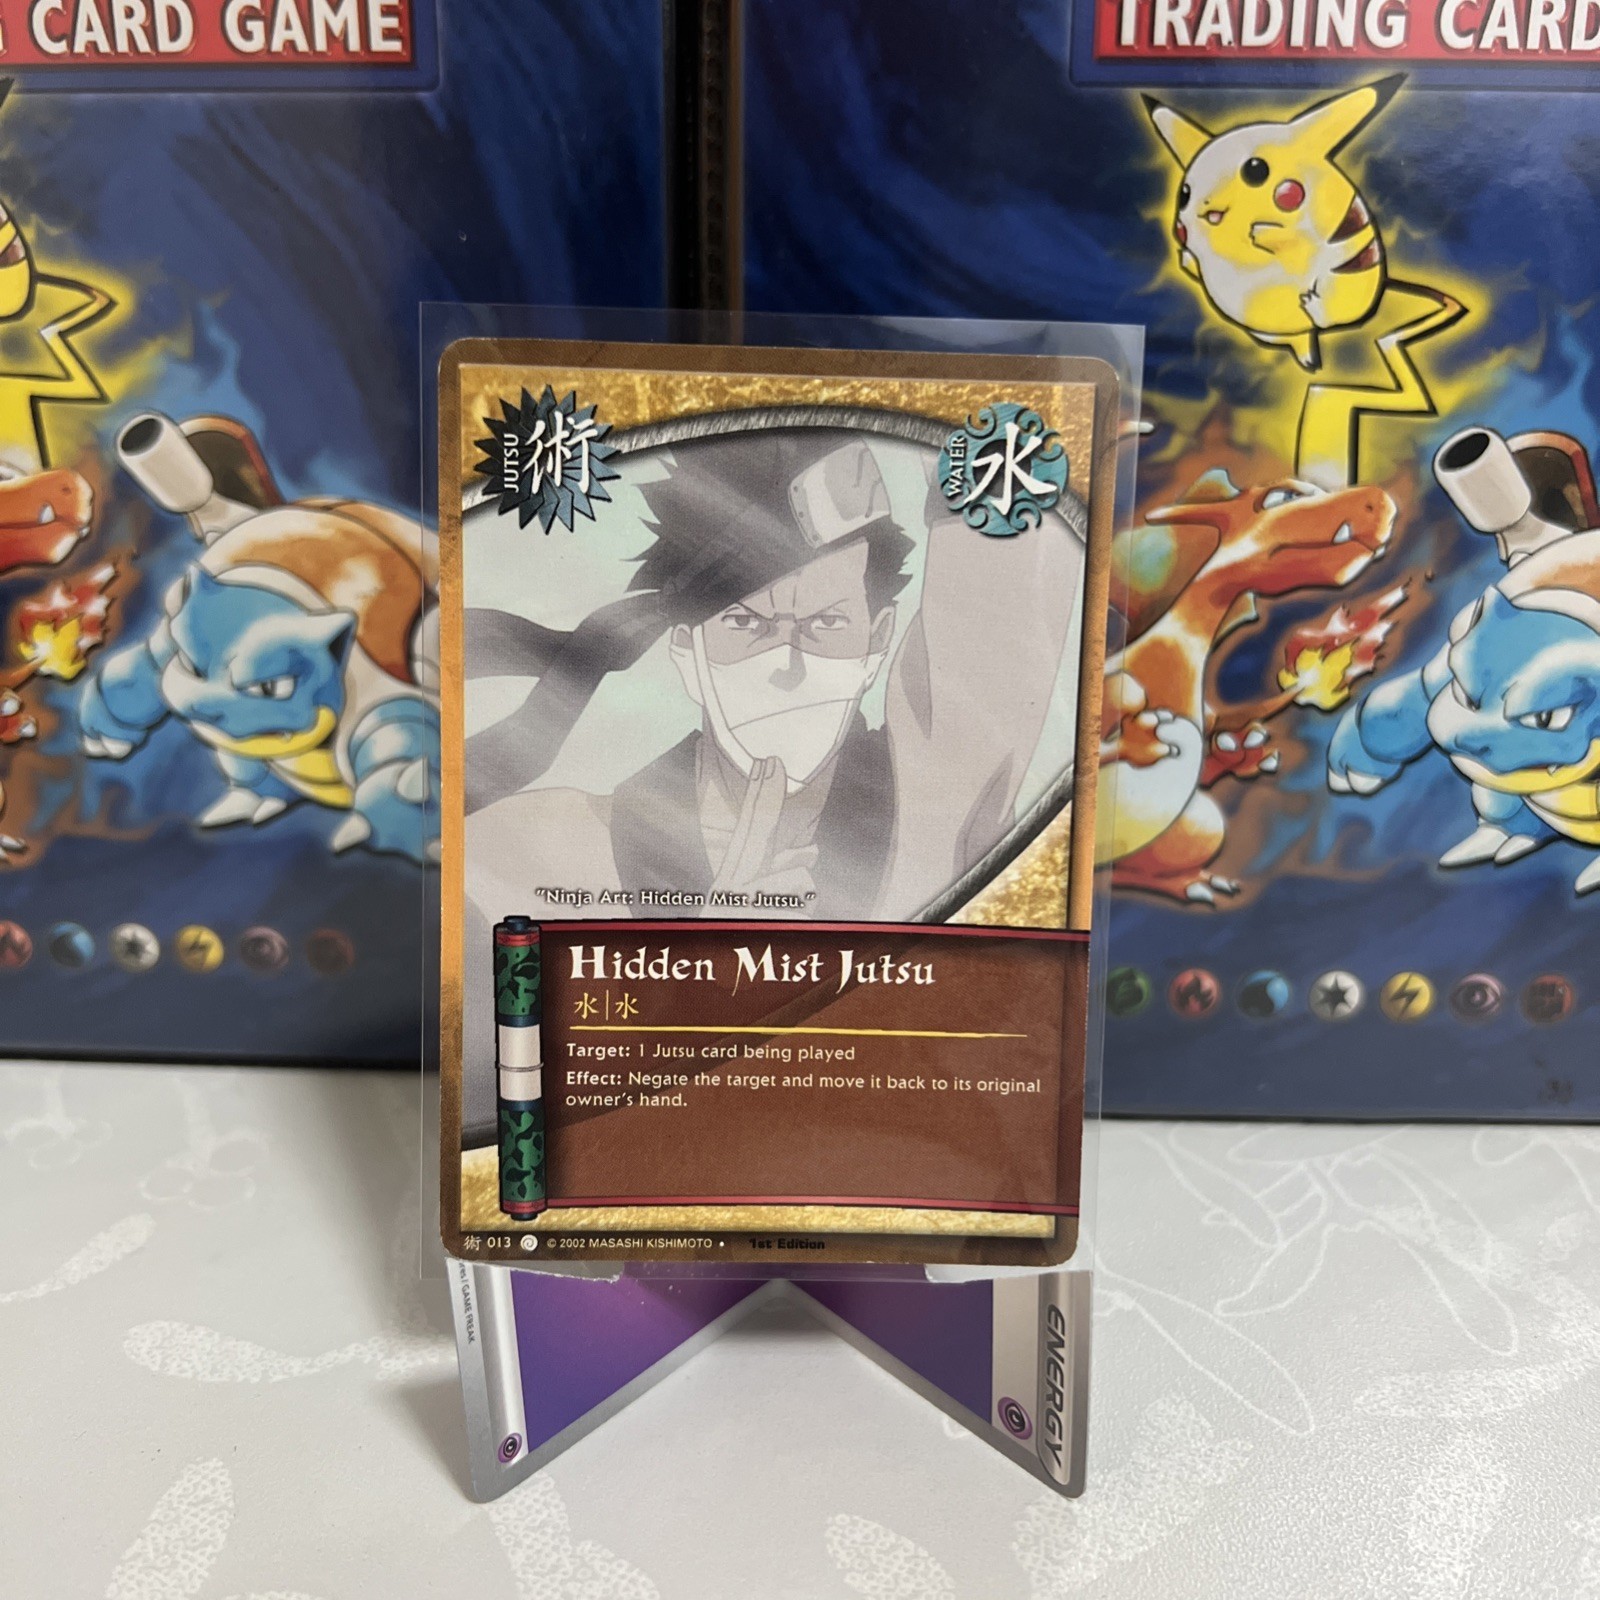 CARD GAME
TRADING CARD
JUTSU
術
WATER
水
"Ninja Art: Hidden Mist Jutsu."
Hidden Mist Jutsu
水|水
Target: 1 Jutsu card being played
Effect: Negate the target and move it back to its original
owner's hand.
術 013 © 2002 MASASHI KISHIMOTO • 1st Edition
GAME FREAK
ENERGY